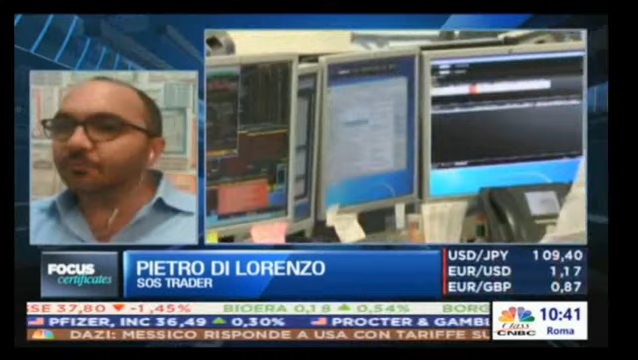 PIETRO DI LORENZO
SOS TRADER
FOCUS
certificates
USD/JPY 109,40
EUR/USD 1,17
EUR/GBP 0,87
SSE 37,80 ▼ -1,45% BIOERA 0,18 ▲ 0,54% BORG
PFIZER, INC 36,49 ▲ 0,30% PROCTER & GAMBL
DAZI: MESSICO RISPONDE A USA CON TARIFFE SU
Class
CNBC
10:41
Roma